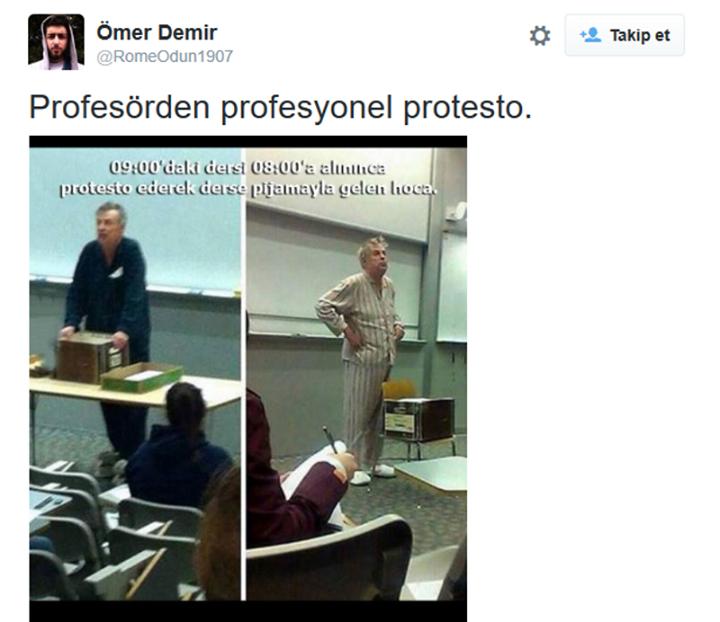 Ömer Demir
@RomeOdun1907
Takip et
Profesörden profesyonel protesto.
09:00'daki dersi 08:00'a alınınca
protesto ederek derse pijamayla gelen hoca.